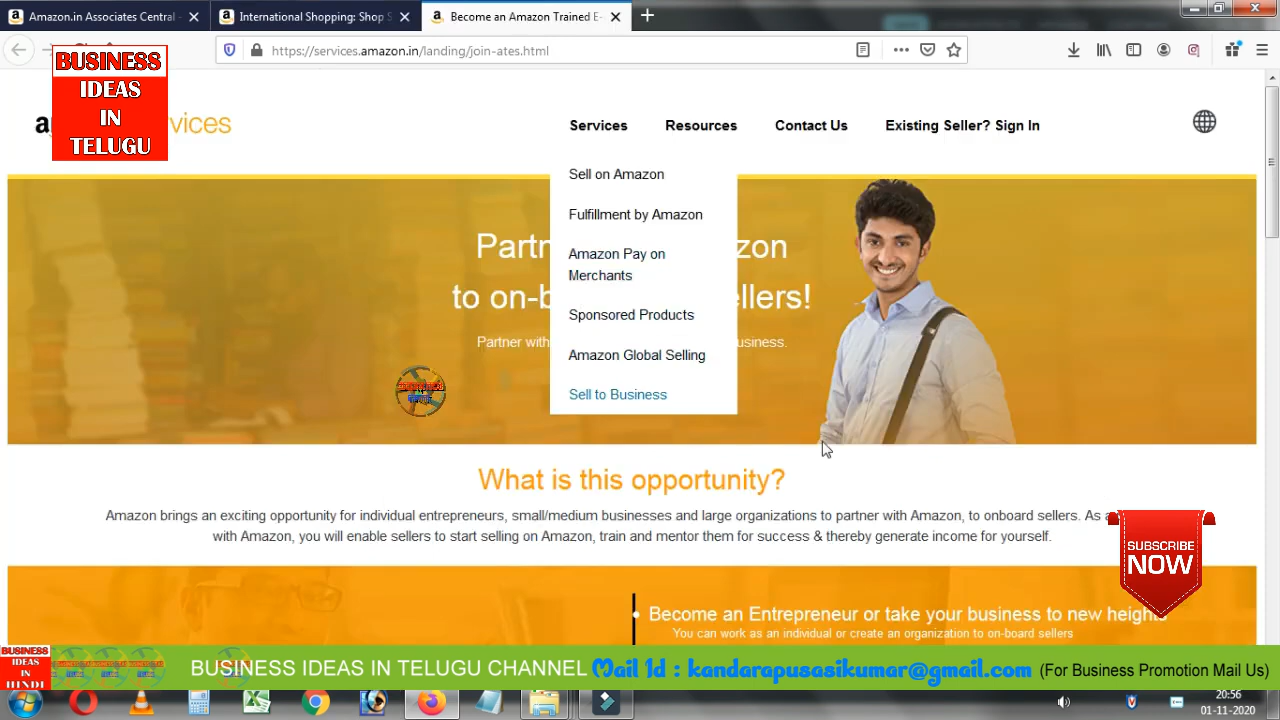 Amazon.in Associates Central -
International Shopping: Shop S
Become an Amazon Trained E-
https://services.amazon.in/landing/join-ates.html
BUSINESS
IDEAS
IN
TELUGU
vices
Services
Resources
Contact Us
Existing Seller? Sign In
Sell on Amazon
Fulfillment by Amazon
Amazon Pay on
Merchants
Sponsored Products
Amazon Global Selling
Sell to Business
Partn
zon
to on-b
ellers!
Partner with
usiness.
What is this opportunity?
Amazon brings an exciting opportunity for individual entrepreneurs, small/medium businesses and large organizations to partner with Amazon, to onboard sellers. As a
with Amazon, you will enable sellers to start selling on Amazon, train and mentor them for success & thereby generate income for yourself.
SUBSCRIBE
NOW
Become an Entrepreneur or take your business to new heigh
You can work as an individual or create an organization to on-board sellers
BUSINESS
IDEAS
IN
HINDI
BUSINESS IDEAS IN TELUGU CHANNEL Mail Id : kandarapusasikumar@gmail.com (For Business Promotion Mail Us)
20:56
01-11-2020